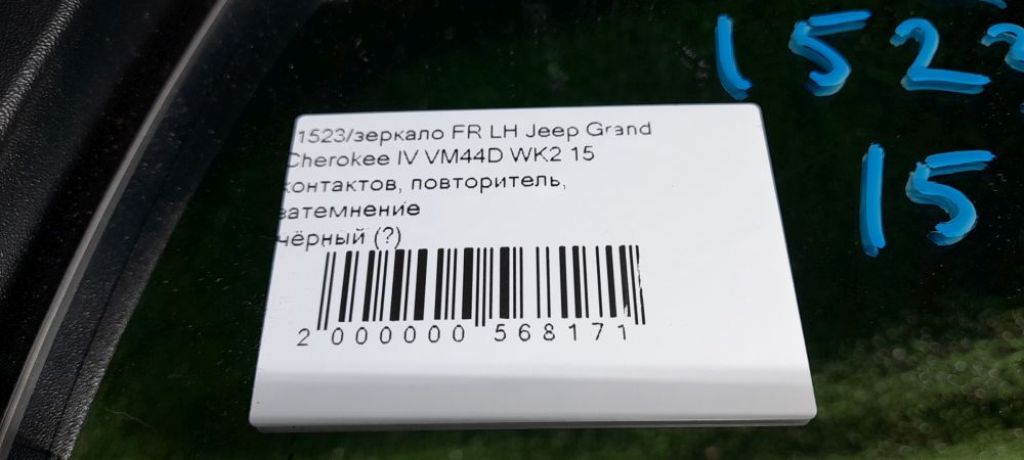 1523/зеркало FR LH Jeep Grand
Cherokee IV VM44D WK2 15
контактов, повторитель,
затемнение
чёрный (?)
2 000000 568171
152
15